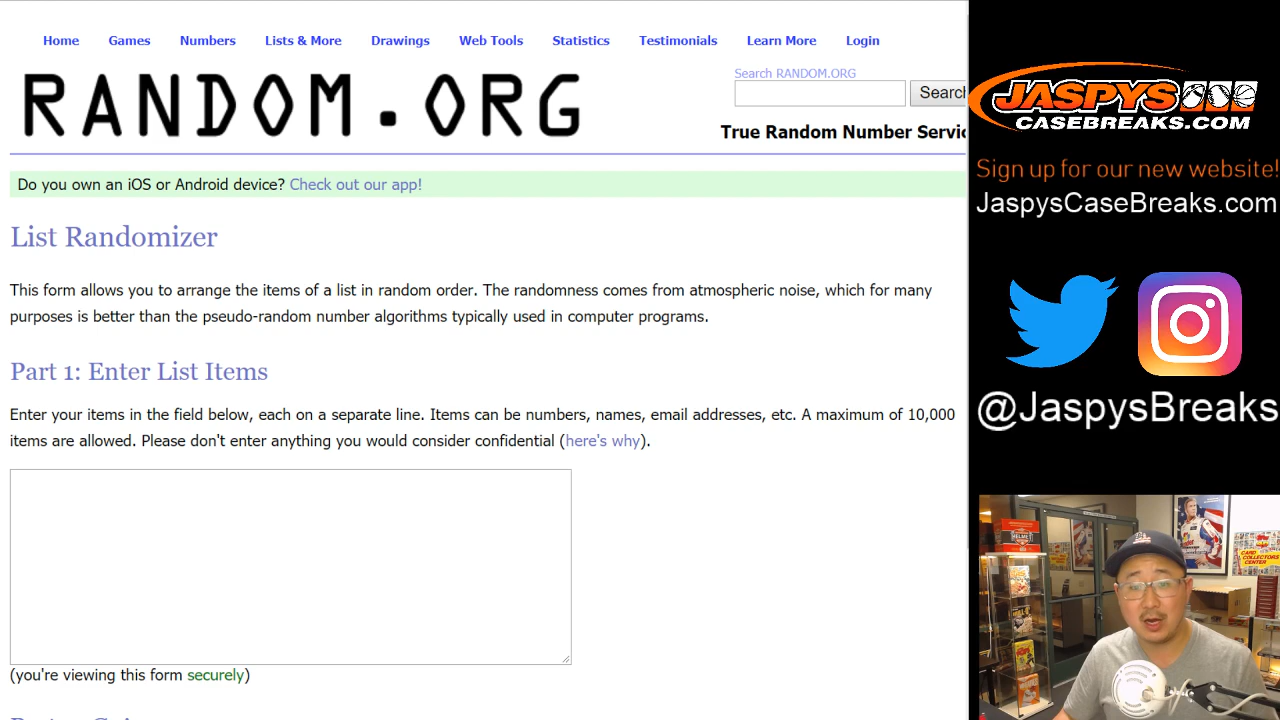 Home Games Numbers Lists & More Drawings Web Tools Statistics Testimonials Learn More Login
RANDOM.ORG
Search RANDOM.ORG
Search
True Random Number Servic
Do you own an iOS or Android device? Check out our app!
List Randomizer
This form allows you to arrange the items of a list in random order. The randomness comes from atmospheric noise, which for many
purposes is better than the pseudo-random number algorithms typically used in computer programs.
Part 1: Enter List Items
Enter your items in the field below, each on a separate line. Items can be numbers, names, email addresses, etc. A maximum of 10,000
items are allowed. Please don't enter anything you would consider confidential (here's why).
(you're viewing this form securely)
JASPYS
CASEBREAKS.COM
Sign up for our new website!
JaspysCaseBreaks.com
@JaspysBreaks
HELMET
CARD
COLLECTORS
CENTER